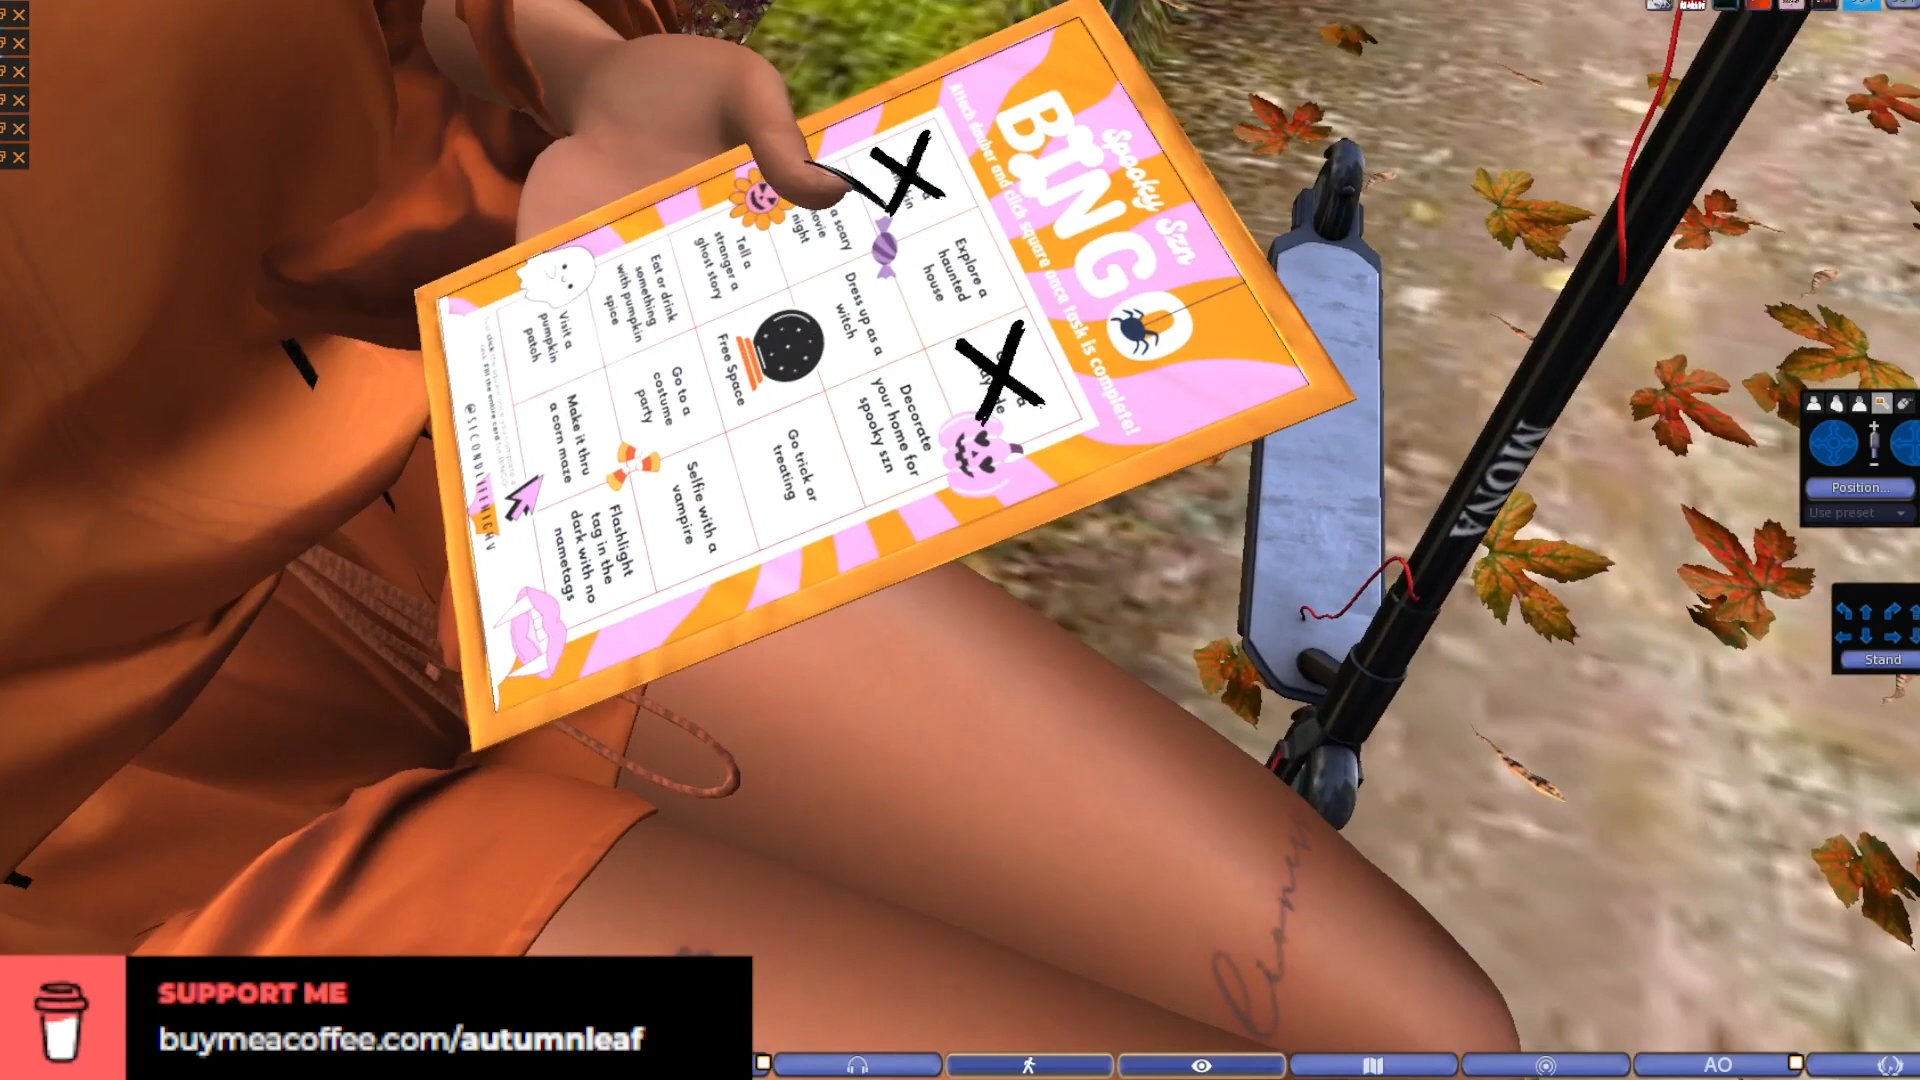 Spooky Szn
BINGO
Attach dauber and click square once task is complete!
Explore a
haunted
house
a scary
movie
night
Dress up as a
witch
Decorate
your home for
spooky szn
Tell a
stranger a
ghost story
Free Space
Go trick or
treating
Eat or drink
something
with pumpkin
spice
Go to a
costume
party
Selfie with a
vampire
Visit a
pumpkin
patch
Make it thru
a corn maze
Flashlight
tag in the
dark with no
nametags
MONA
Position...
Use preset
Stand
SUPPORT ME
buymeacoffee.com/autumnleaf
AO